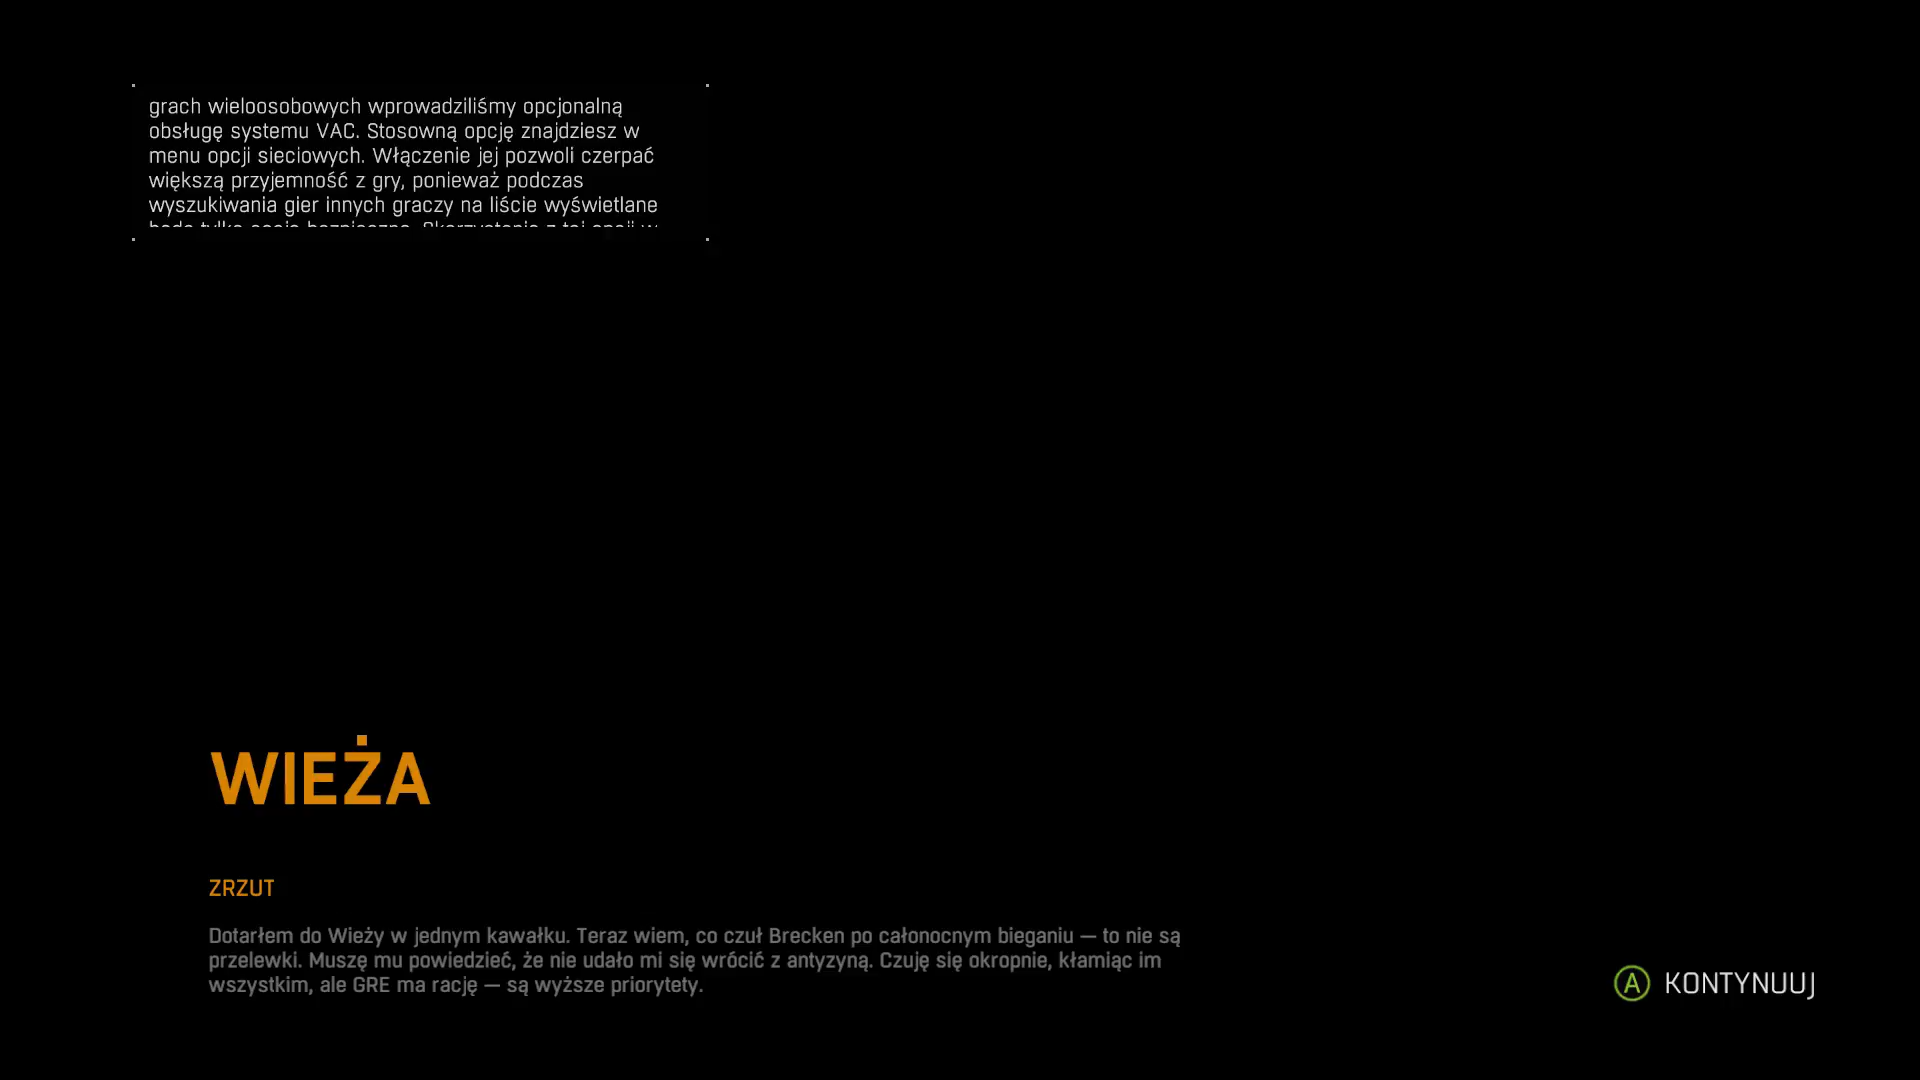 grach wieloosobowych wprowadziliśmy opcjonalną
obsługę systemu VAC. Stosowną opcję znajdziesz w
menu opcji sieciowych. Włączenie jej pozwoli czerpać
większą przyjemność z gry, ponieważ podczas
wyszukiwania gier innych graczy na liście wyświetlane
WIEŻA
ZRZUT
Dotarłem do Wieży w jednym kawałku. Teraz wiem, co czuł Brecken po całonocnym bieganiu — to nie są
przelewki. Muszę mu powiedzieć, że nie udało mi się wrócić z antyzyną. Czuję się okropnie, kłamiąc im
wszystkim, ale GRE ma rację — są wyższe priorytety.
A KONTYNUUJ